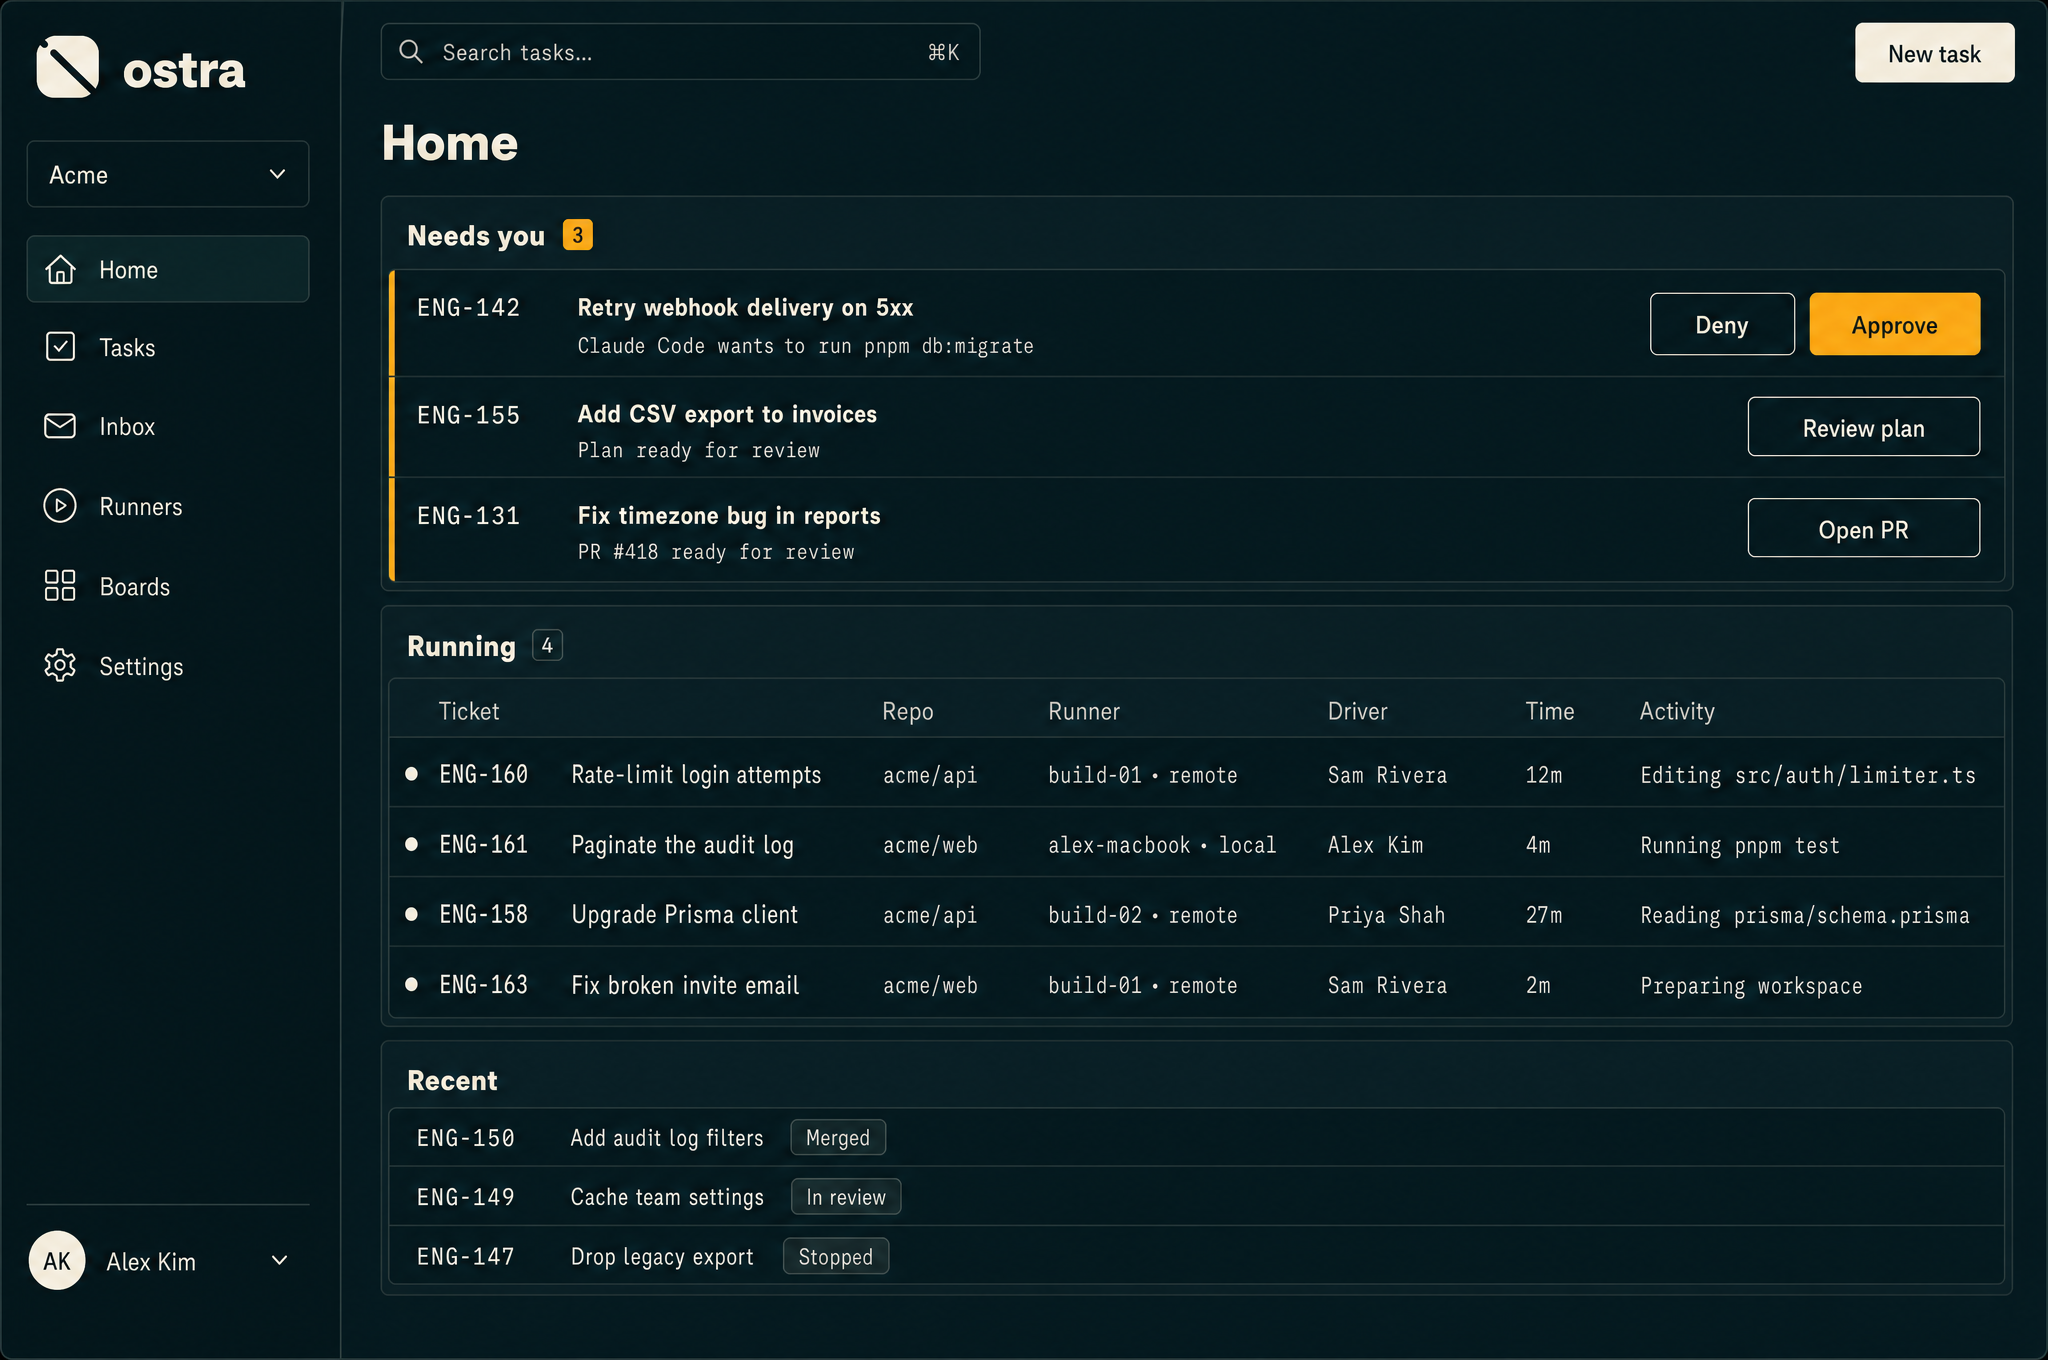 ostra
Search tasks... ⌘K
New task
Acme
Home
Tasks
Inbox
Runners
Boards
Settings
AK Alex Kim
Home
Needs you 3
ENG-142 Retry webhook delivery on 5xx
Claude Code wants to run pnpm db:migrate
Deny Approve
ENG-155 Add CSV export to invoices
Plan ready for review
Review plan
ENG-131 Fix timezone bug in reports
PR #418 ready for review
Open PR
Running 4
Ticket Repo Runner Driver Time Activity
ENG-160 Rate-limit login attempts acme/api build-01 • remote Sam Rivera 12m Editing src/auth/limiter.ts
ENG-161 Paginate the audit log acme/web alex-macbook • local Alex Kim 4m Running pnpm test
ENG-158 Upgrade Prisma client acme/api build-02 • remote Priya Shah 27m Reading prisma/schema.prisma
ENG-163 Fix broken invite email acme/web build-01 • remote Sam Rivera 2m Preparing workspace
Recent
ENG-150 Add audit log filters Merged
ENG-149 Cache team settings In review
ENG-147 Drop legacy export Stopped